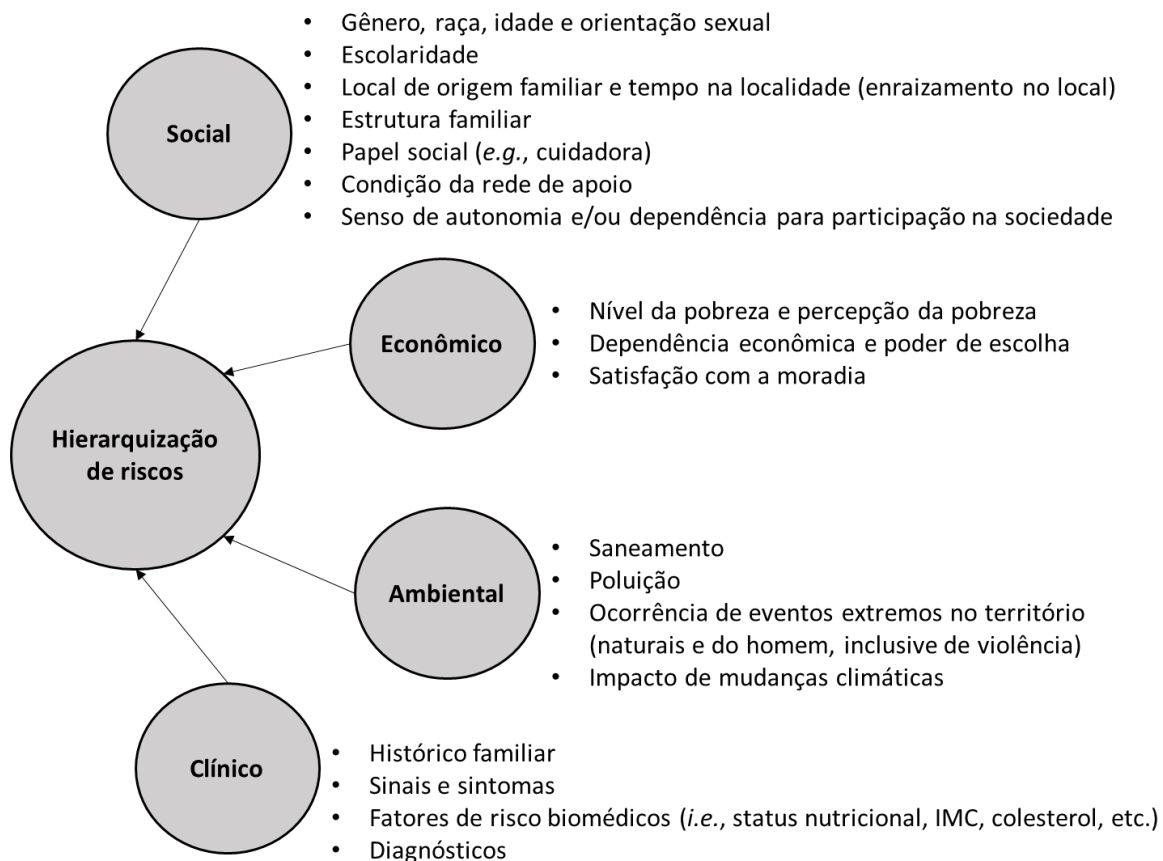 • Gênero, raça, idade e orientação sexual
• Escolaridade
• Local de origem familiar e tempo na localidade (enraizamento no local)
• Estrutura familiar
• Papel social (e.g., cuidadora)
• Condição da rede de apoio
• Senso de autonomia e/ou dependência para participação na sociedade
Social
• Nível da pobreza e percepção da pobreza
• Dependência econômica e poder de escolha
• Satisfação com a moradia
Econômico
Hierarquização
de riscos
• Saneamento
• Poluição
• Ocorrência de eventos extremos no território
(naturais e do homem, inclusive de violência)
• Impacto de mudanças climáticas
Ambiental
• Histórico familiar
• Sinais e sintomas
• Fatores de risco biomédicos (i.e., status nutricional, IMC, colesterol, etc.)
• Diagnósticos
Clínico